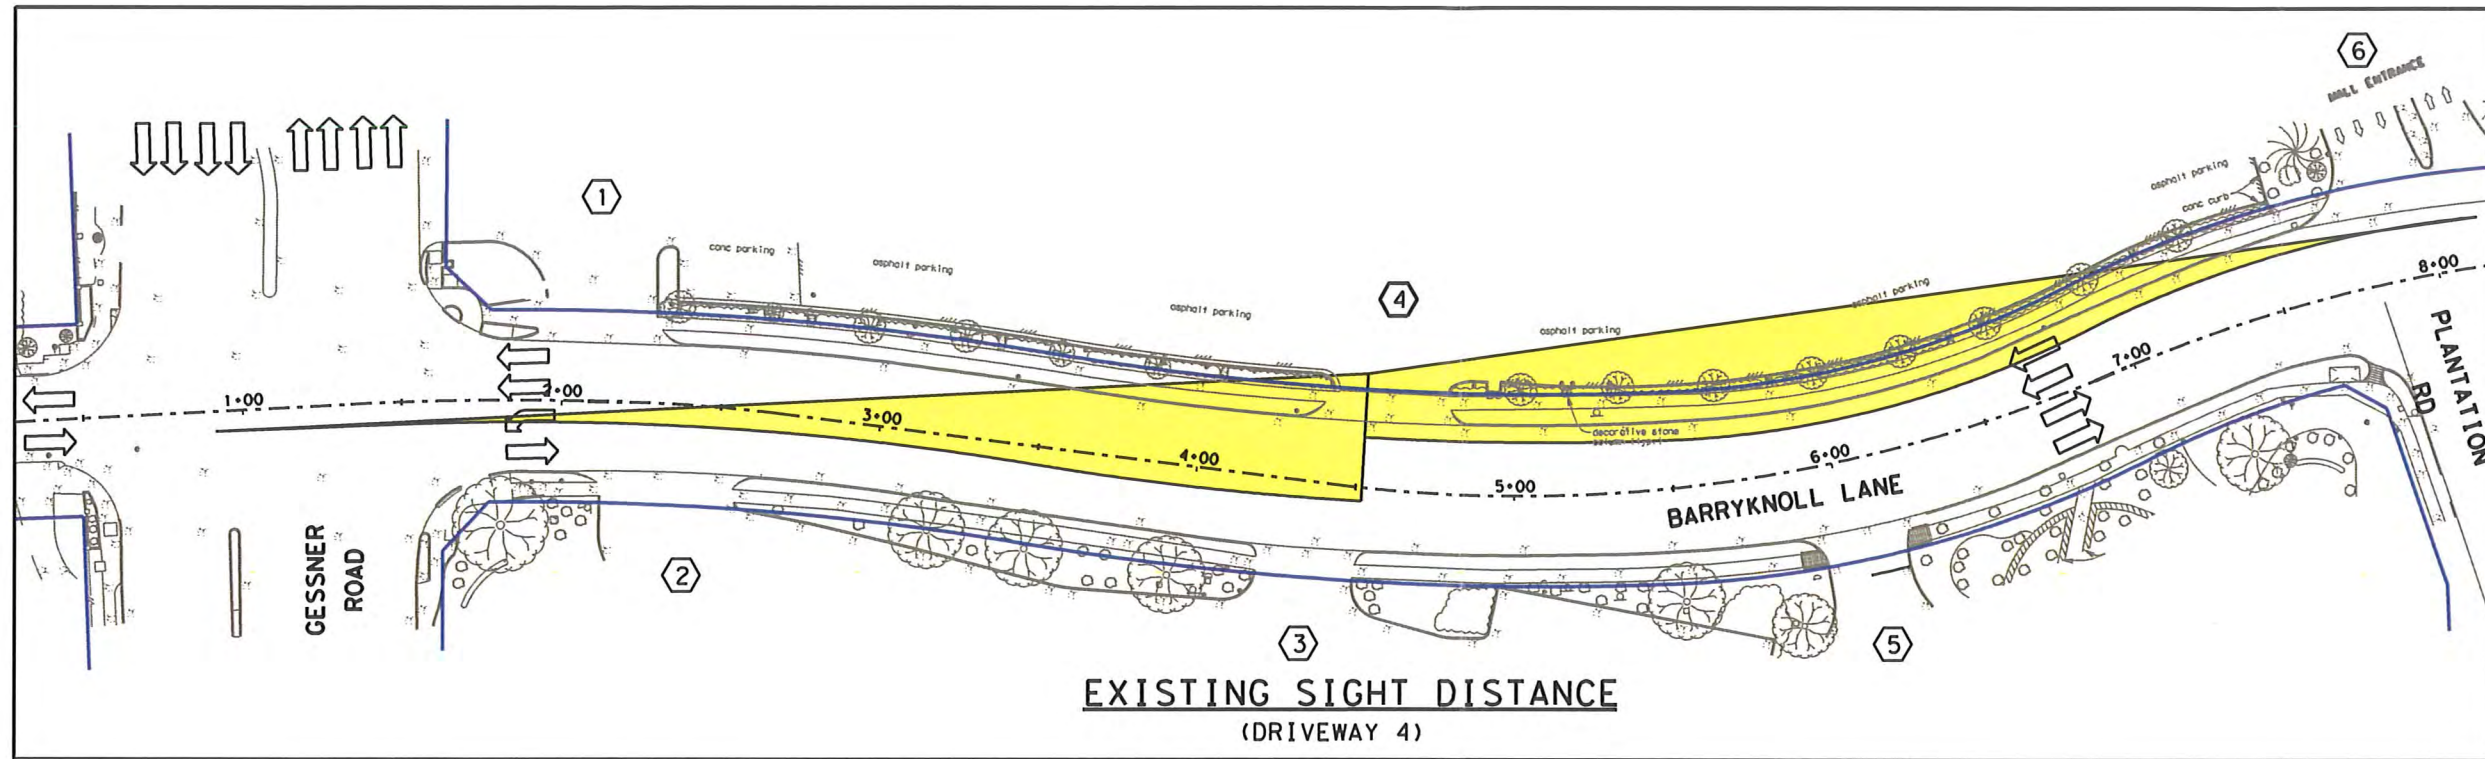 6
MALL ENTRANCE
1
asphalt parking
conc curb
conc parking
asphalt parking
asphalt parking
4
asphalt parking
asphalt parking
8+00
PLANTATION
RD
1+00
2+00
3+00
4+00
5+00
6+00
7+00
decorative stone
BARRYKNOLL LANE
GESSNER
ROAD
2
3
5
EXISTING SIGHT DISTANCE
(DRIVEWAY 4)